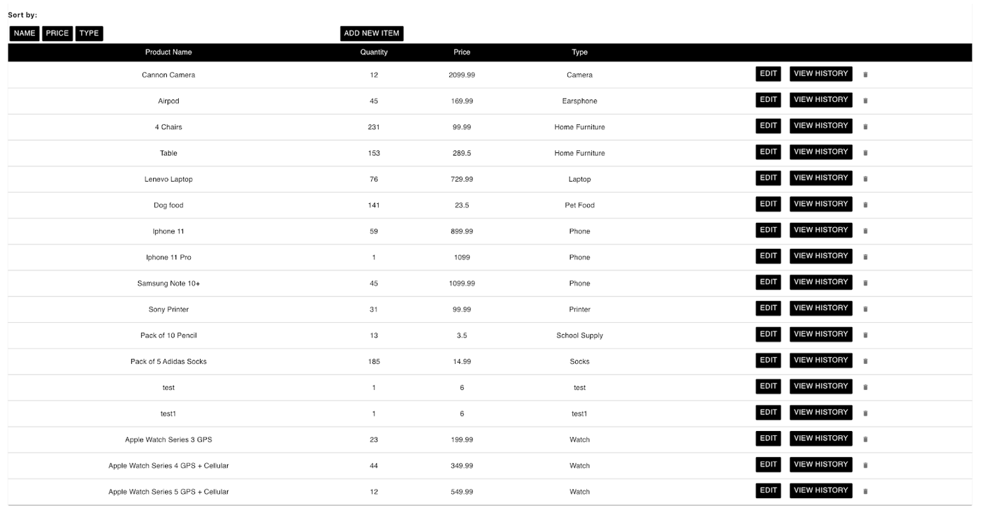 Sort by:
NAME PRICE TYPE ADD NEW ITEM
Product Name Quantity Price Type
Cannon Camera 12 2099.99 Camera EDIT VIEW HISTORY
Airpod 45 169.99 Earsphone EDIT VIEW HISTORY
4 Chairs 231 99.99 Home Furniture EDIT VIEW HISTORY
Table 153 289.5 Home Furniture EDIT VIEW HISTORY
Lenevo Laptop 76 729.99 Laptop EDIT VIEW HISTORY
Dog food 141 23.5 Pet Food EDIT VIEW HISTORY
Iphone 11 59 899.99 Phone EDIT VIEW HISTORY
Iphone 11 Pro 1 1099 Phone EDIT VIEW HISTORY
Samsung Note 10+ 45 1099.99 Phone EDIT VIEW HISTORY
Sony Printer 31 99.99 Printer EDIT VIEW HISTORY
Pack of 10 Pencil 13 3.5 School Supply EDIT VIEW HISTORY
Pack of 5 Adidas Socks 185 14.99 Socks EDIT VIEW HISTORY
test 1 6 test EDIT VIEW HISTORY
test1 1 6 test1 EDIT VIEW HISTORY
Apple Watch Series 3 GPS 23 199.99 Watch EDIT VIEW HISTORY
Apple Watch Series 4 GPS + Cellular 44 349.99 Watch EDIT VIEW HISTORY
Apple Watch Series 5 GPS + Cellular 12 549.99 Watch EDIT VIEW HISTORY